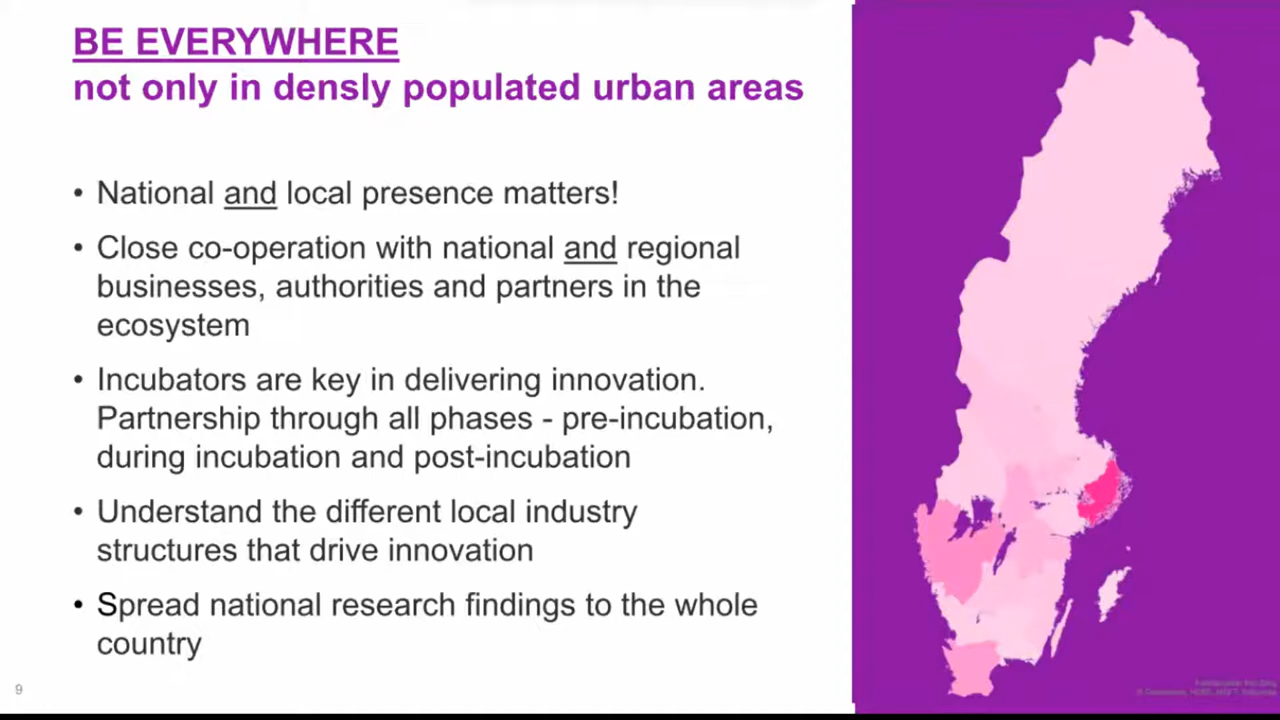 BE EVERYWHERE
not only in densly populated urban areas
• National and local presence matters!
• Close co-operation with national and regional
businesses, authorities and partners in the
ecosystem
• Incubators are key in delivering innovation.
Partnership through all phases - pre-incubation,
during incubation and post-incubation
• Understand the different local industry
structures that drive innovation
• Spread national research findings to the whole
country
9